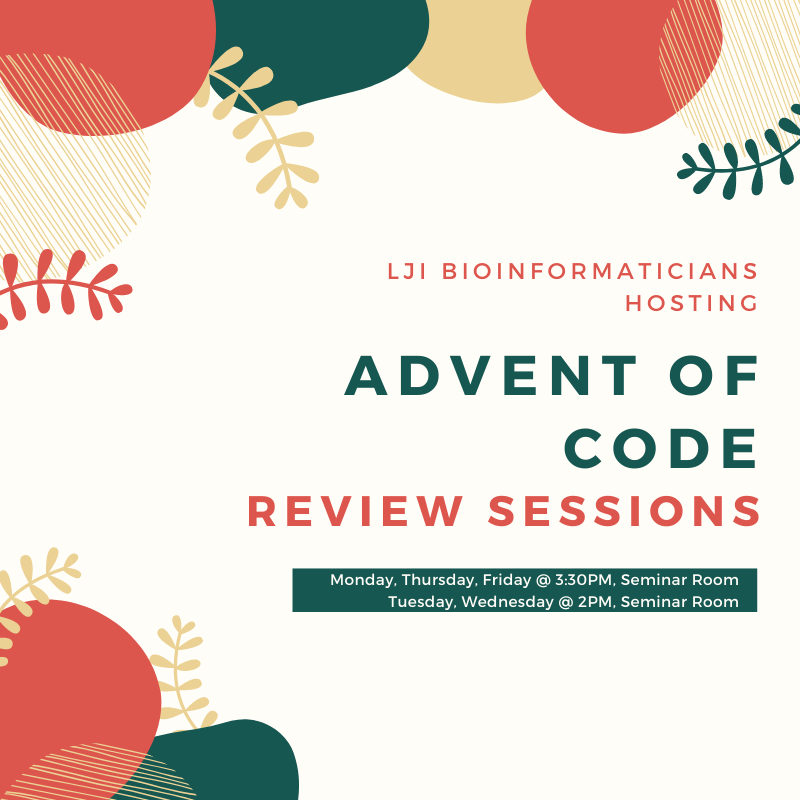 LJI BIOINFORMATICIANS
HOSTING
ADVENT OF
CODE
REVIEW SESSIONS
Monday, Thursday, Friday @ 3:30PM, Seminar Room
Tuesday, Wednesday @ 2PM, Seminar Room